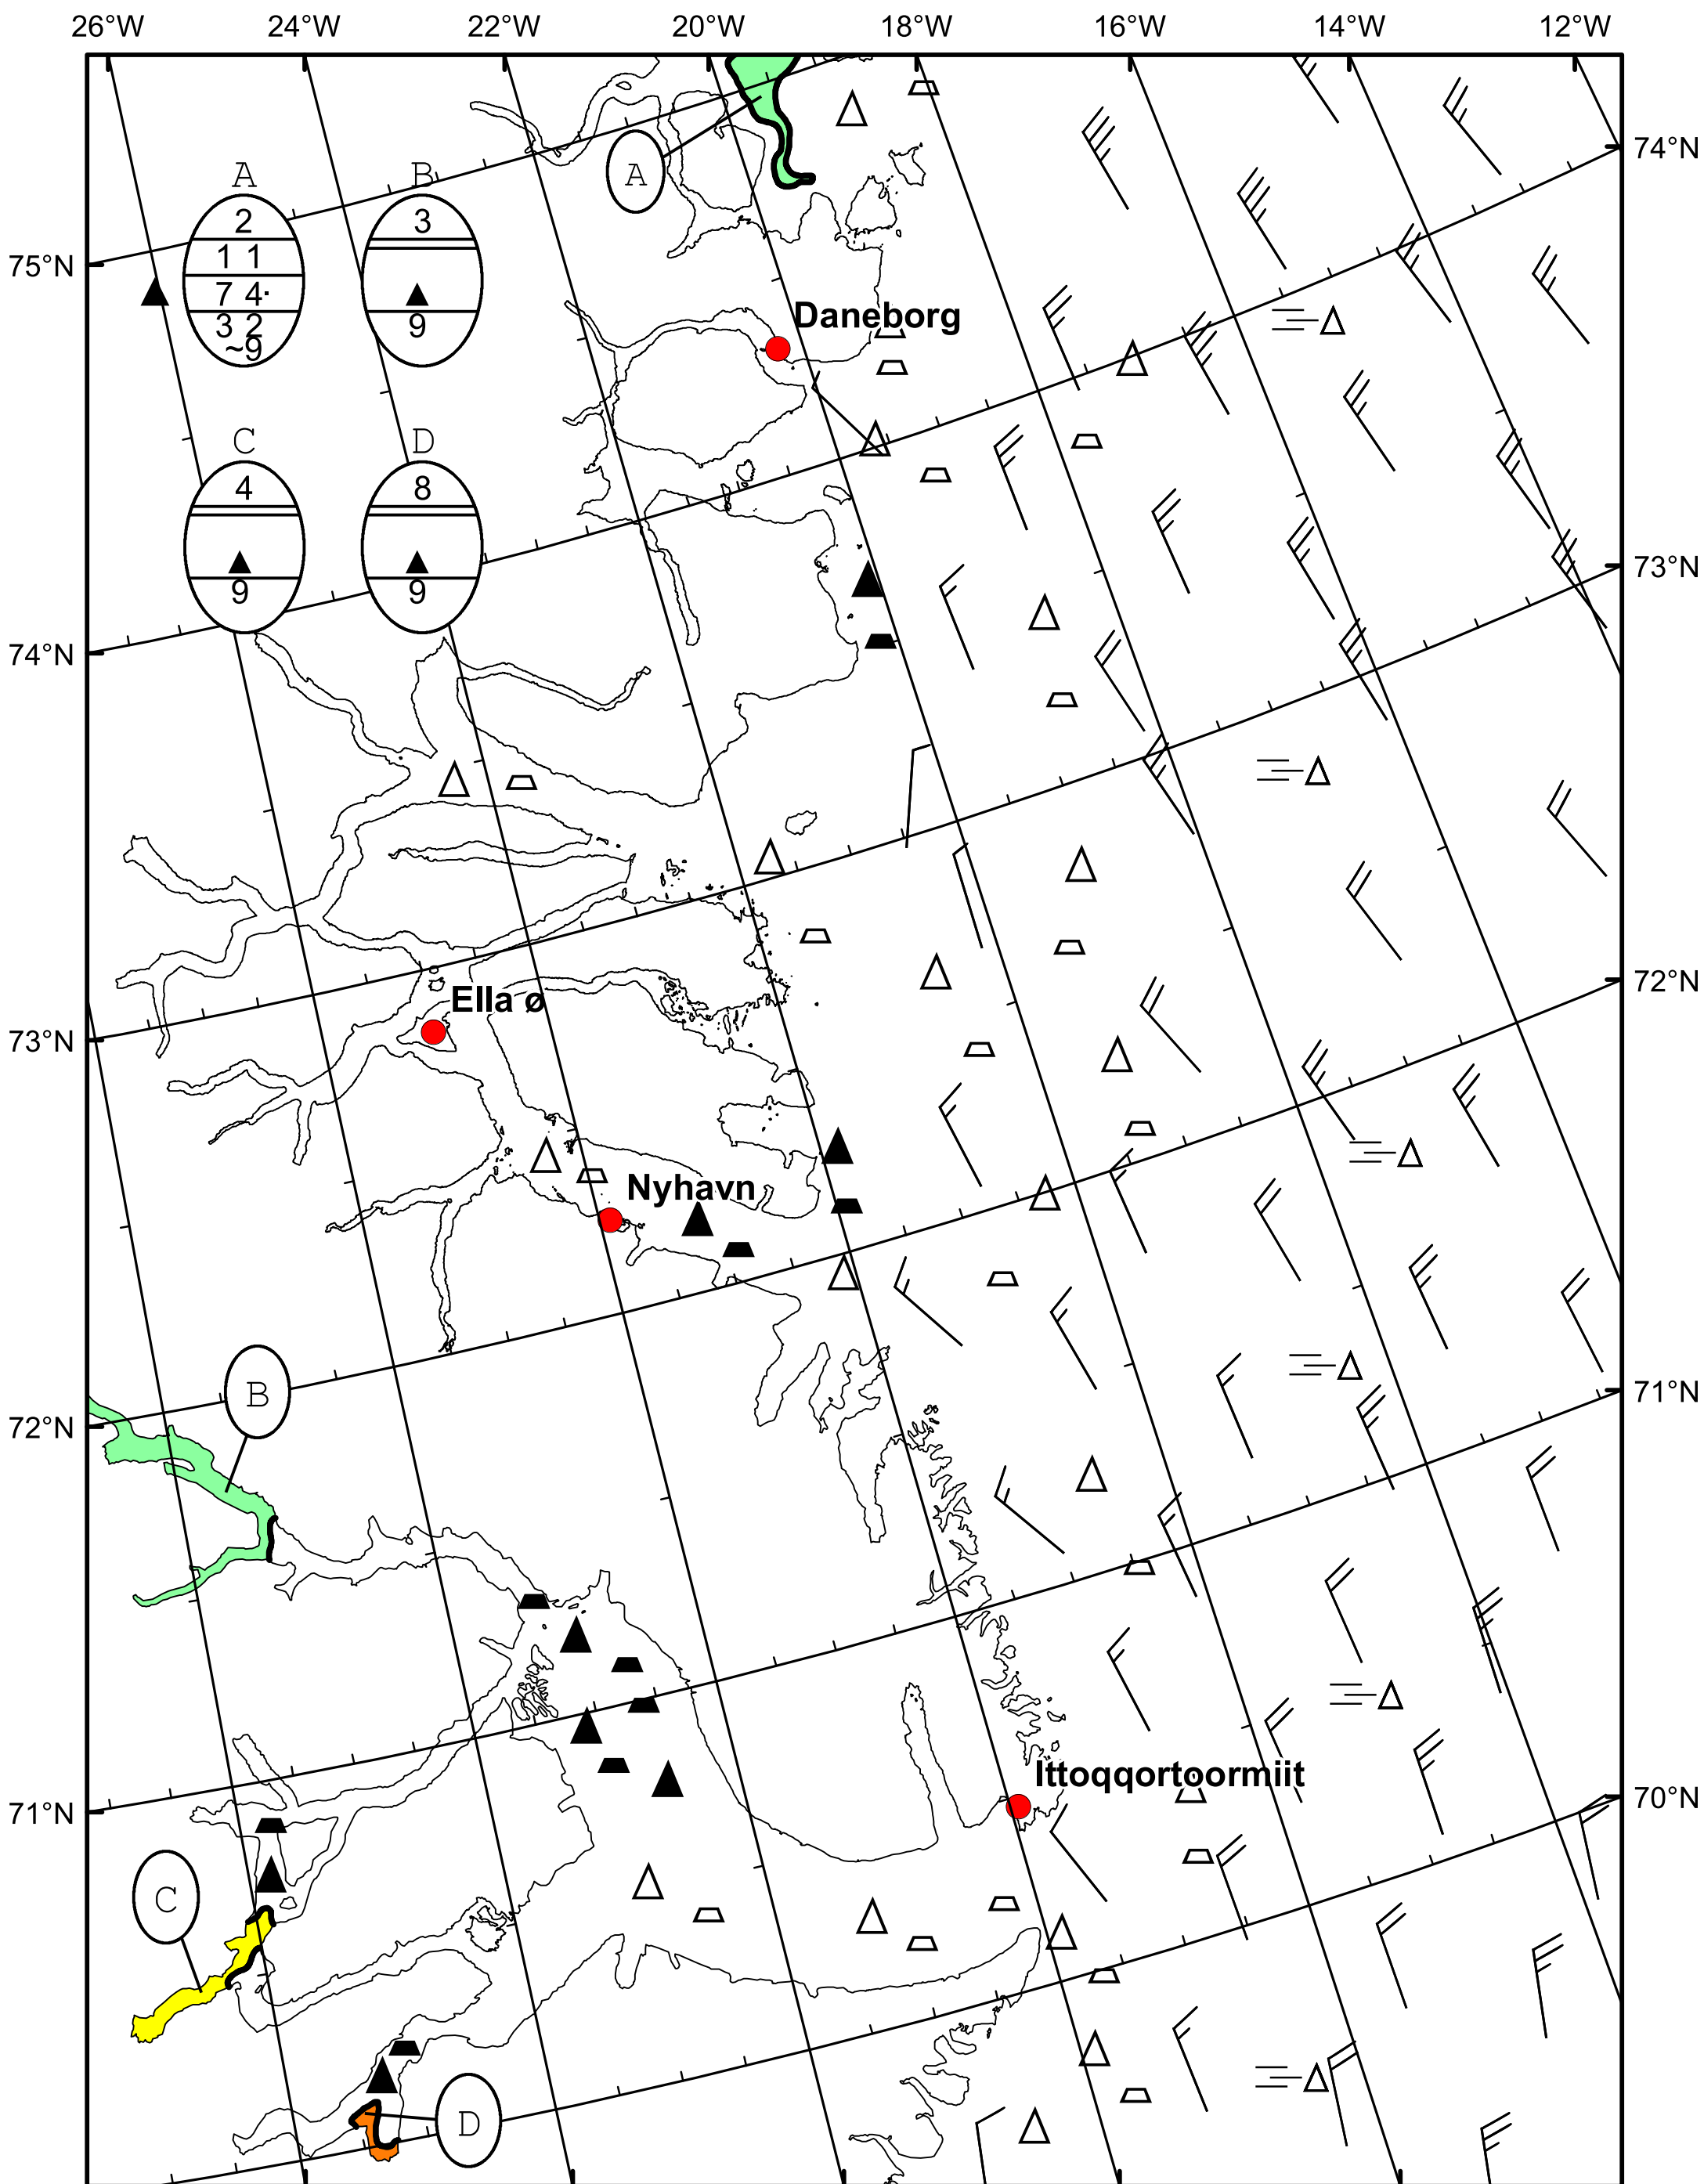 26°W 24°W 22°W 20°W 18°W 16°W 14°W 12°W
74°N
A B
A
2 3
1 1
75°N
7 4·
3 2 9
~9
Daneborg
C D
4 8
73°N
9 9
74°N
72°N
Ella ø
73°N
Nyhavn
B
71°N
72°N
Ittoqqortoormiit
70°N
71°N
C
D